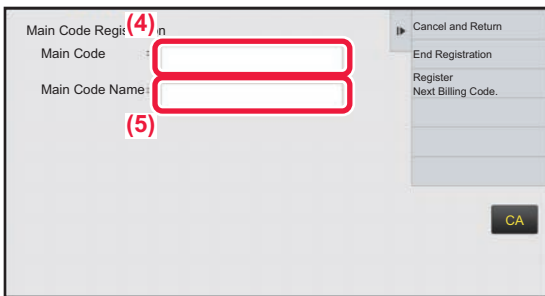 Main Code Regis (4) n
Main Code :
Main Code Name:
(5)
Cancel and Return
End Registration
Register
Next Billing Code.
CA